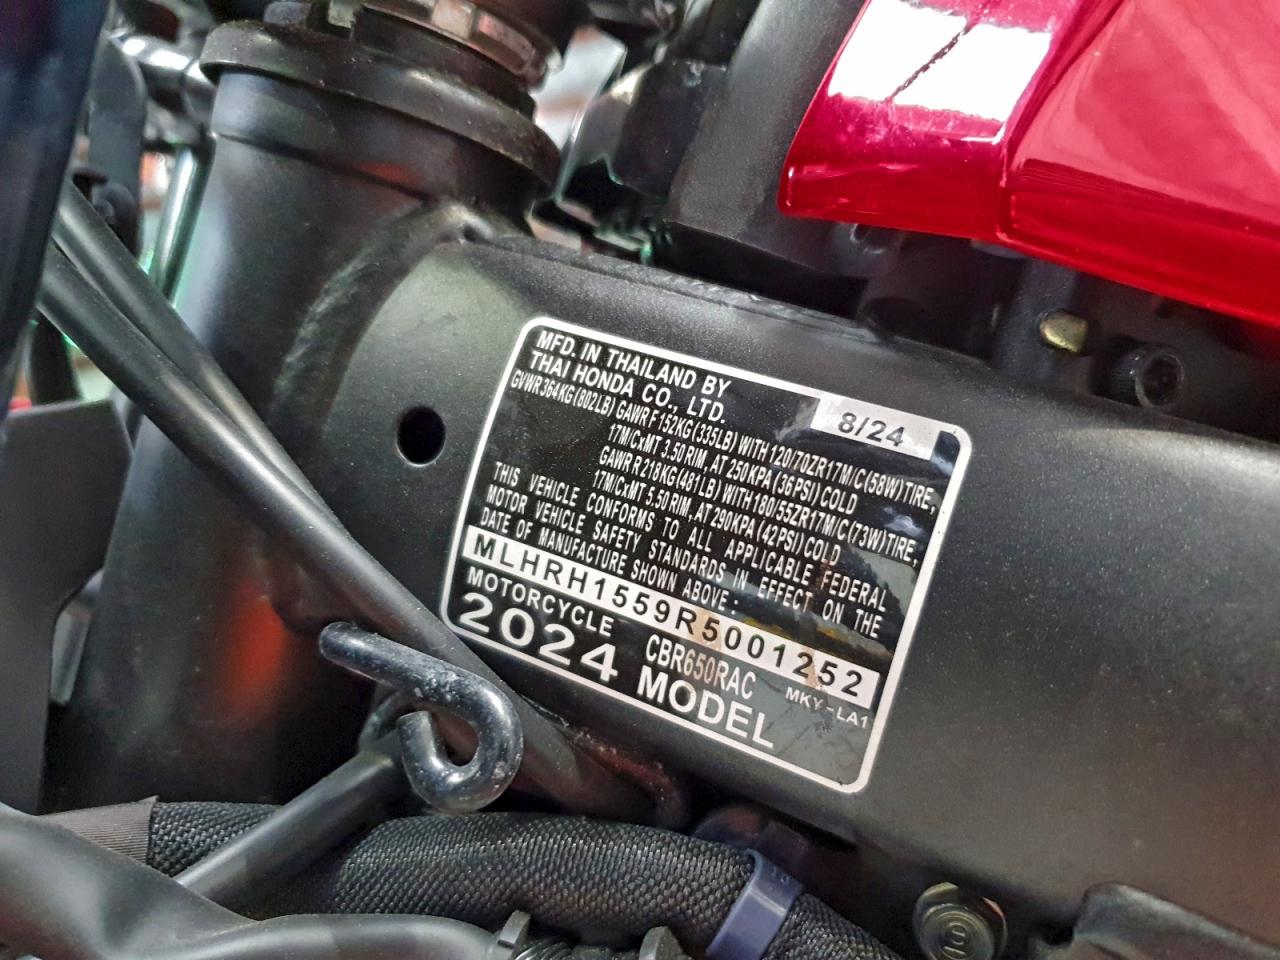 MFD. IN THAILAND BY
THAI HONDA CO., LTD.
8/24
GVWR 364KG(802LB) GAWR F 152KG(335LB) WITH 120/70ZR17M/C(58W)TIRE,
17M/CxMT 3.50 RIM, AT 250KPA (36PSI) COLD
GAWR R 218KG(481LB) WITH 180/55ZR17M/C(73W)TIRE,
17M/CxMT 5.50 RIM, AT 290KPA (42PSI) COLD
THIS VEHICLE CONFORMS TO ALL APPLICABLE FEDERAL
MOTOR VEHICLE SAFETY STANDARDS IN EFFECT ON THE
DATE OF MANUFACTURE SHOWN ABOVE :
MLHRH1559R5001252
MOTORCYCLE CBR650RAC MKY-LA1
2024 MODEL